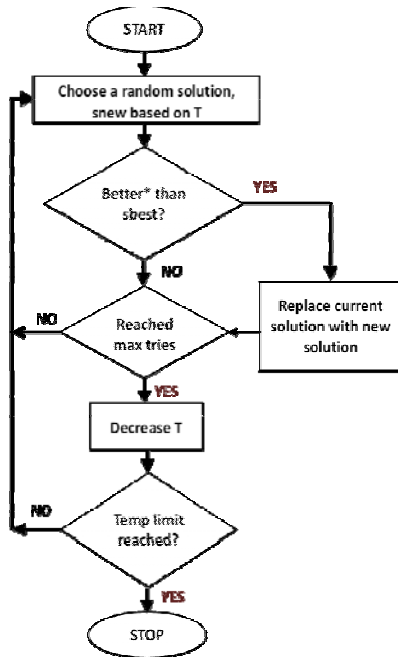 START
Choose a random solution,
snew based on T
Better* than
sbest?
YES
NO
Replace current
solution with new
solution
Reached
max tries
NO
YES
Decrease T
Temp limit
reached?
NO
YES
STOP